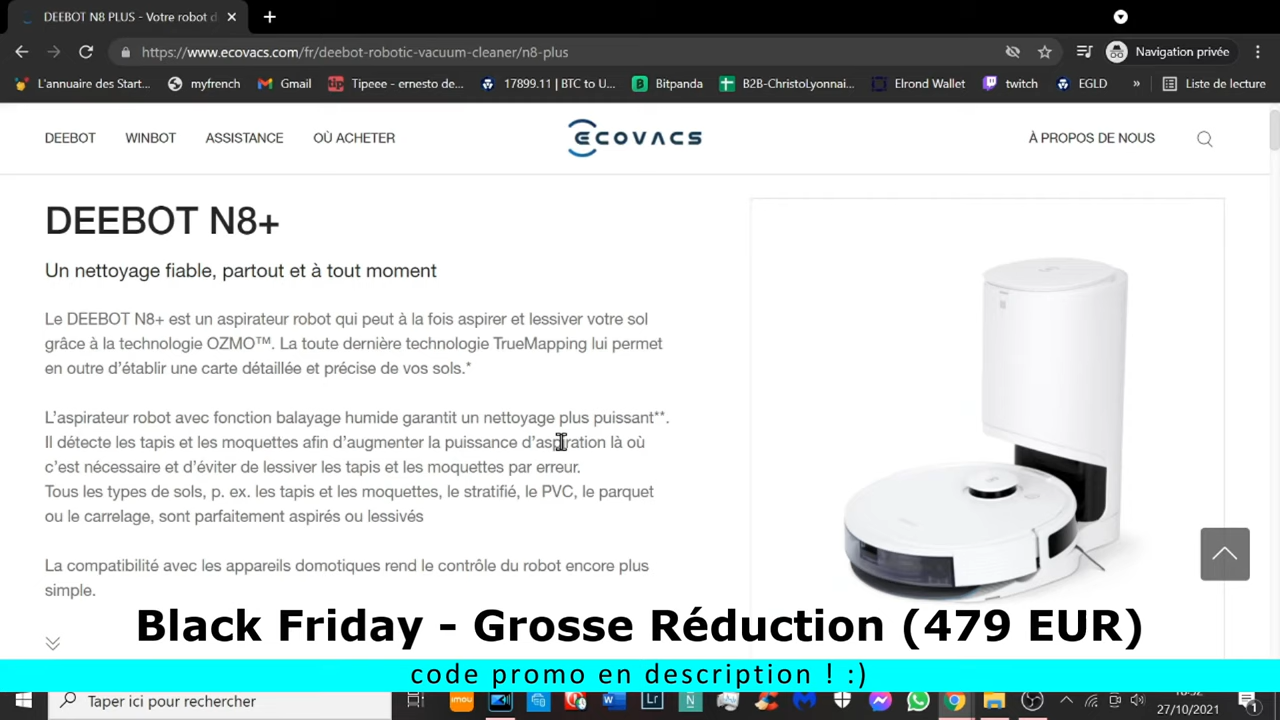 DEEBOT N8 PLUS - Votre robot d
https://www.ecovacs.com/fr/deebot-robotic-vacuum-cleaner/n8-plus
Navigation privée
L'annuaire des Start...
myfrench
Gmail
Tipeee - ernesto de...
17899.11 | BTC to U...
Bitpanda
B2B-ChristoLyonnai...
Elrond Wallet
twitch
EGLD
»
Liste de lecture
DEEBOT
WINBOT
ASSISTANCE
OÙ ACHETER
ECOVACS
À PROPOS DE NOUS
DEEBOT N8+
Un nettoyage fiable, partout et à tout moment
Le DEEBOT N8+ est un aspirateur robot qui peut à la fois aspirer et lessiver votre sol
grâce à la technologie OZMO™. La toute dernière technologie TrueMapping lui permet
en outre d'établir une carte détaillée et précise de vos sols.*
L'aspirateur robot avec fonction balayage humide garantit un nettoyage plus puissant**.
Il détecte les tapis et les moquettes afin d'augmenter la puissance d'aspiration là où
c'est nécessaire et d'éviter de lessiver les tapis et les moquettes par erreur.
Tous les types de sols, p. ex. les tapis et les moquettes, le stratifié, le PVC, le parquet
ou le carrelage, sont parfaitement aspirés ou lessivés
La compatibilité avec les appareils domotiques rend le contrôle du robot encore plus
simple.
Black Friday - Grosse Réduction (479 EUR)
code promo en description ! :)
Taper ici pour rechercher
imou
Lr
N
27/10/2021
1